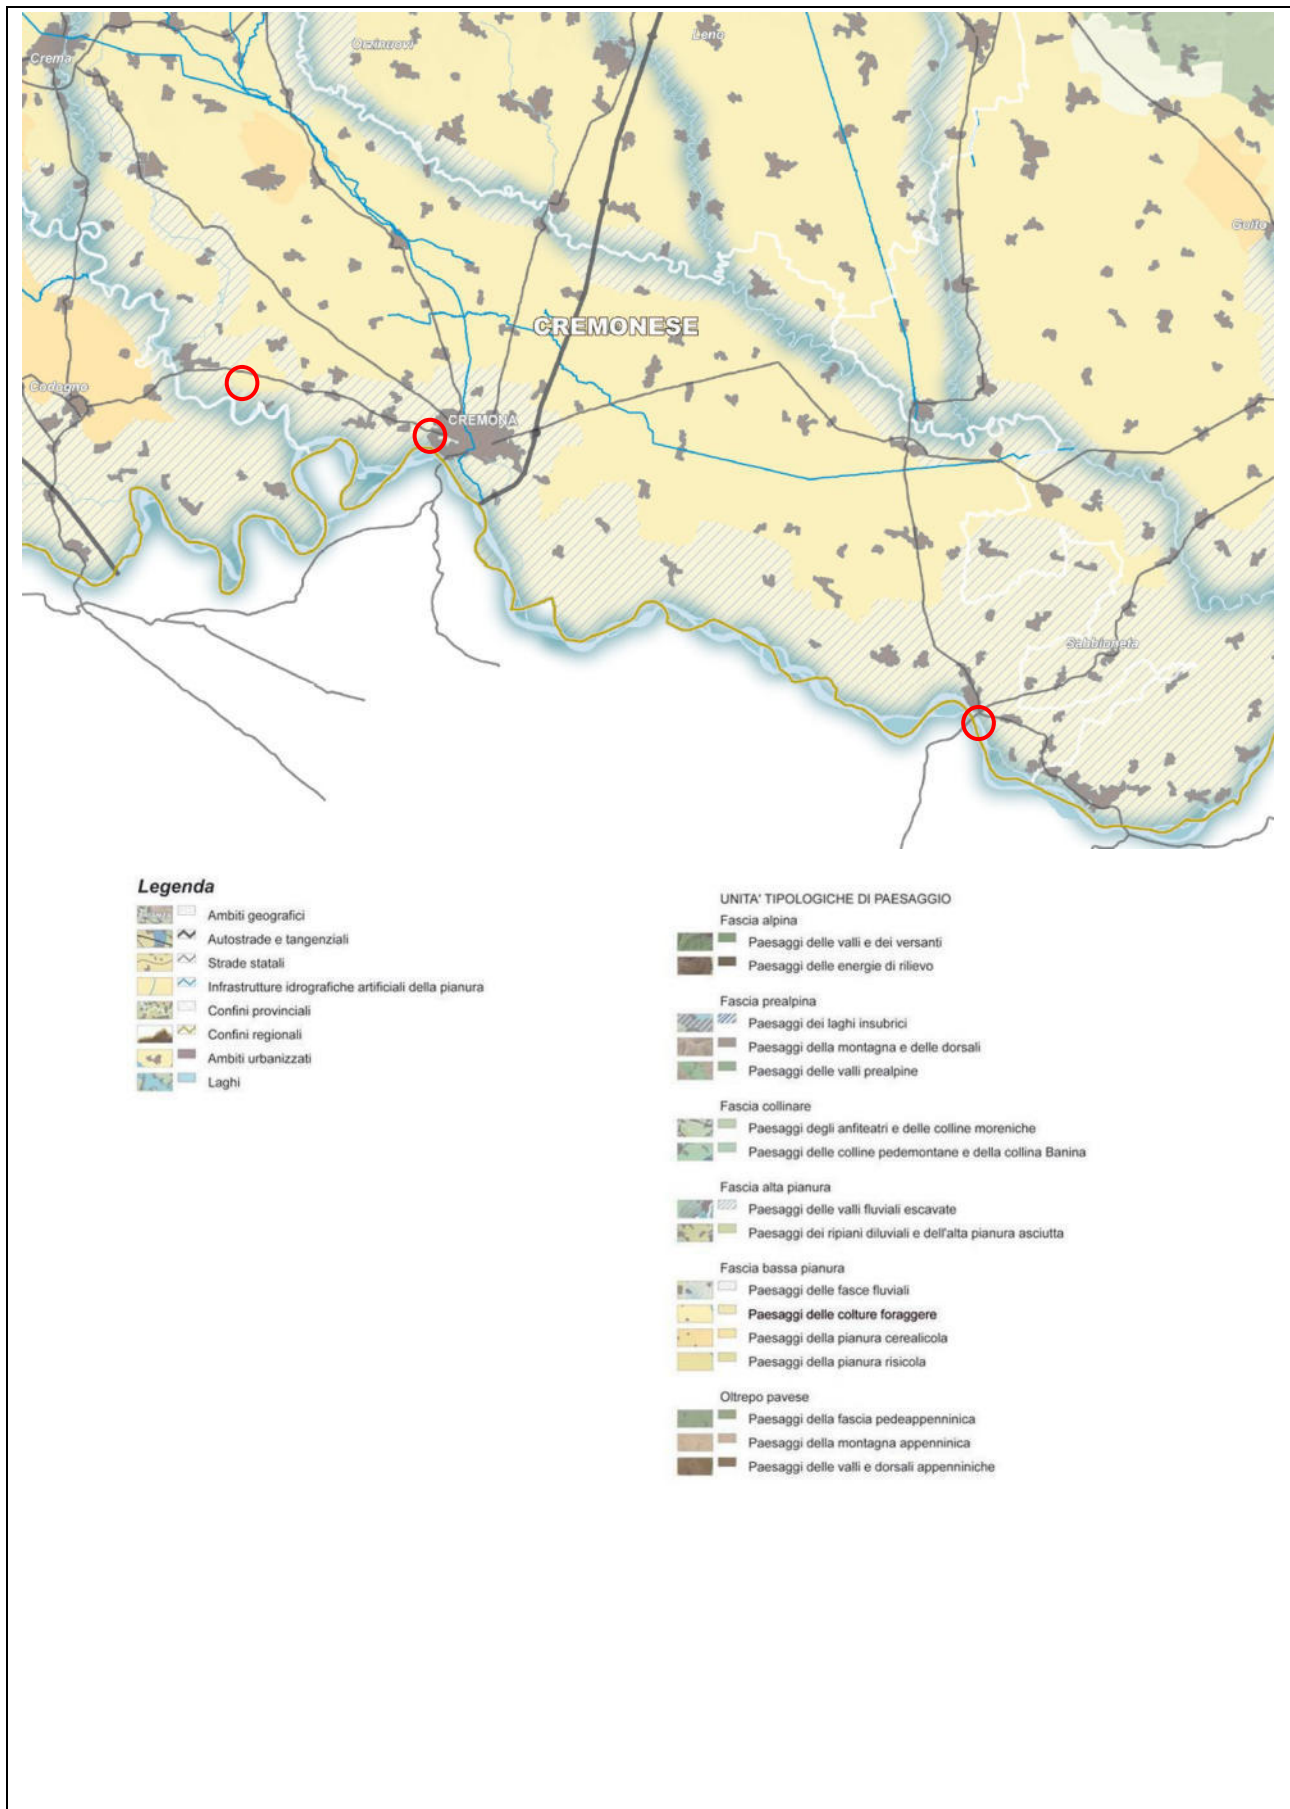 Crema
Orzinuovi
Leno
Goito
CREMONESE
Codogno
CREMONA
Sabbioneta
Legenda
Ambiti geografici
Autostrade e tangenziali
Strade statali
Infrastrutture idrografiche artificiali della pianura
Confini provinciali
Confini regionali
Ambiti urbanizzati
Laghi
UNITA' TIPOLOGICHE DI PAESAGGIO
Fascia alpina
Paesaggi delle valli e dei versanti
Paesaggi delle energie di rilievo
Fascia prealpina
Paesaggi dei laghi insubrici
Paesaggi della montagna e delle dorsali
Paesaggi delle valli prealpine
Fascia collinare
Paesaggi degli anfiteatri e delle colline moreniche
Paesaggi delle colline pedemontane e della collina Banina
Fascia alta pianura
Paesaggi delle valli fluviali escavate
Paesaggi dei ripiani diluviali e dell'alta pianura asciutta
Fascia bassa pianura
Paesaggi delle fasce fluviali
Paesaggi delle colture foraggere
Paesaggi della pianura cerealicola
Paesaggi della pianura risicola
Oltrepo pavese
Paesaggi della fascia pedeappenninica
Paesaggi della montagna appenninica
Paesaggi delle valli e dorsali appenniniche